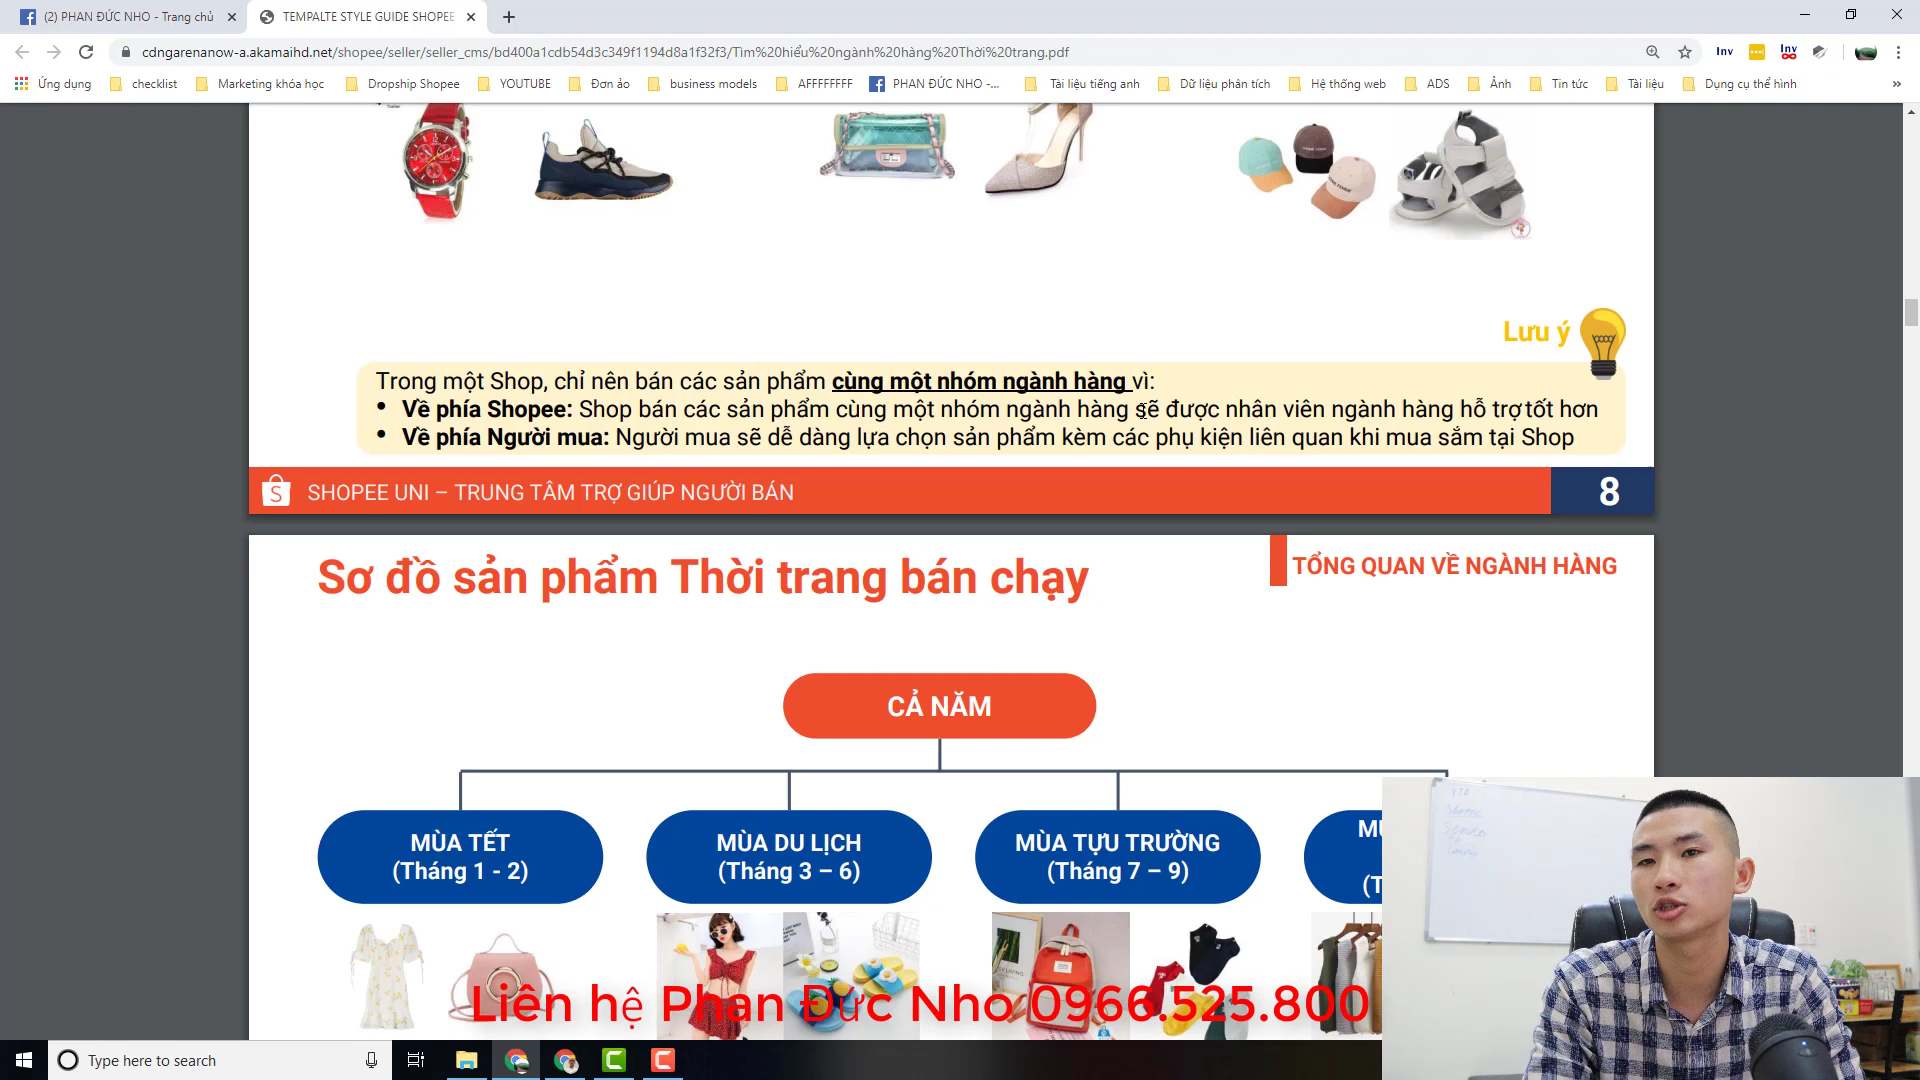 (2) PHAN ĐỨC NHO - Trang chủ
TEMPALTE STYLE GUIDE SHOPEE
cdngarenanow-a.akamaihd.net/shopee/seller/seller_cms/bd400a1cdb54d3c349f1194d8a1f32f3/Tìm%20hiểu%20ngành%20hàng%20Thời%20trang.pdf
Inv
Inv
Ứng dụng
checklist
Marketing khóa học
Dropship Shopee
YOUTUBE
Đơn ảo
business models
AFFFFFFFF
PHAN ĐỨC NHO -...
Tài liệu tiếng anh
Dữ liệu phân tích
Hệ thống web
ADS
Ảnh
Tin tức
Tài liệu
Dụng cụ thể hình
Lưu ý
Trong một Shop, chỉ nên bán các sản phẩm cùng một nhóm ngành hàng vì:
• Về phía Shopee: Shop bán các sản phẩm cùng một nhóm ngành hàng sẽ được nhân viên ngành hàng hỗ trợ tốt hơn
• Về phía Người mua: Người mua sẽ dễ dàng lựa chọn sản phẩm kèm các phụ kiện liên quan khi mua sắm tại Shop
SHOPEE UNI – TRUNG TÂM TRỢ GIÚP NGƯỜI BÁN
8
Sơ đồ sản phẩm Thời trang bán chạy
TỔNG QUAN VỀ NGÀNH HÀNG
CẢ NĂM
MÙA TẾT
(Tháng 1 - 2)
MÙA DU LỊCH
(Tháng 3 – 6)
MÙA TỰU TRƯỜNG
(Tháng 7 – 9)
Liên hệ Phan Đức Nho 0966.525.800
Type here to search